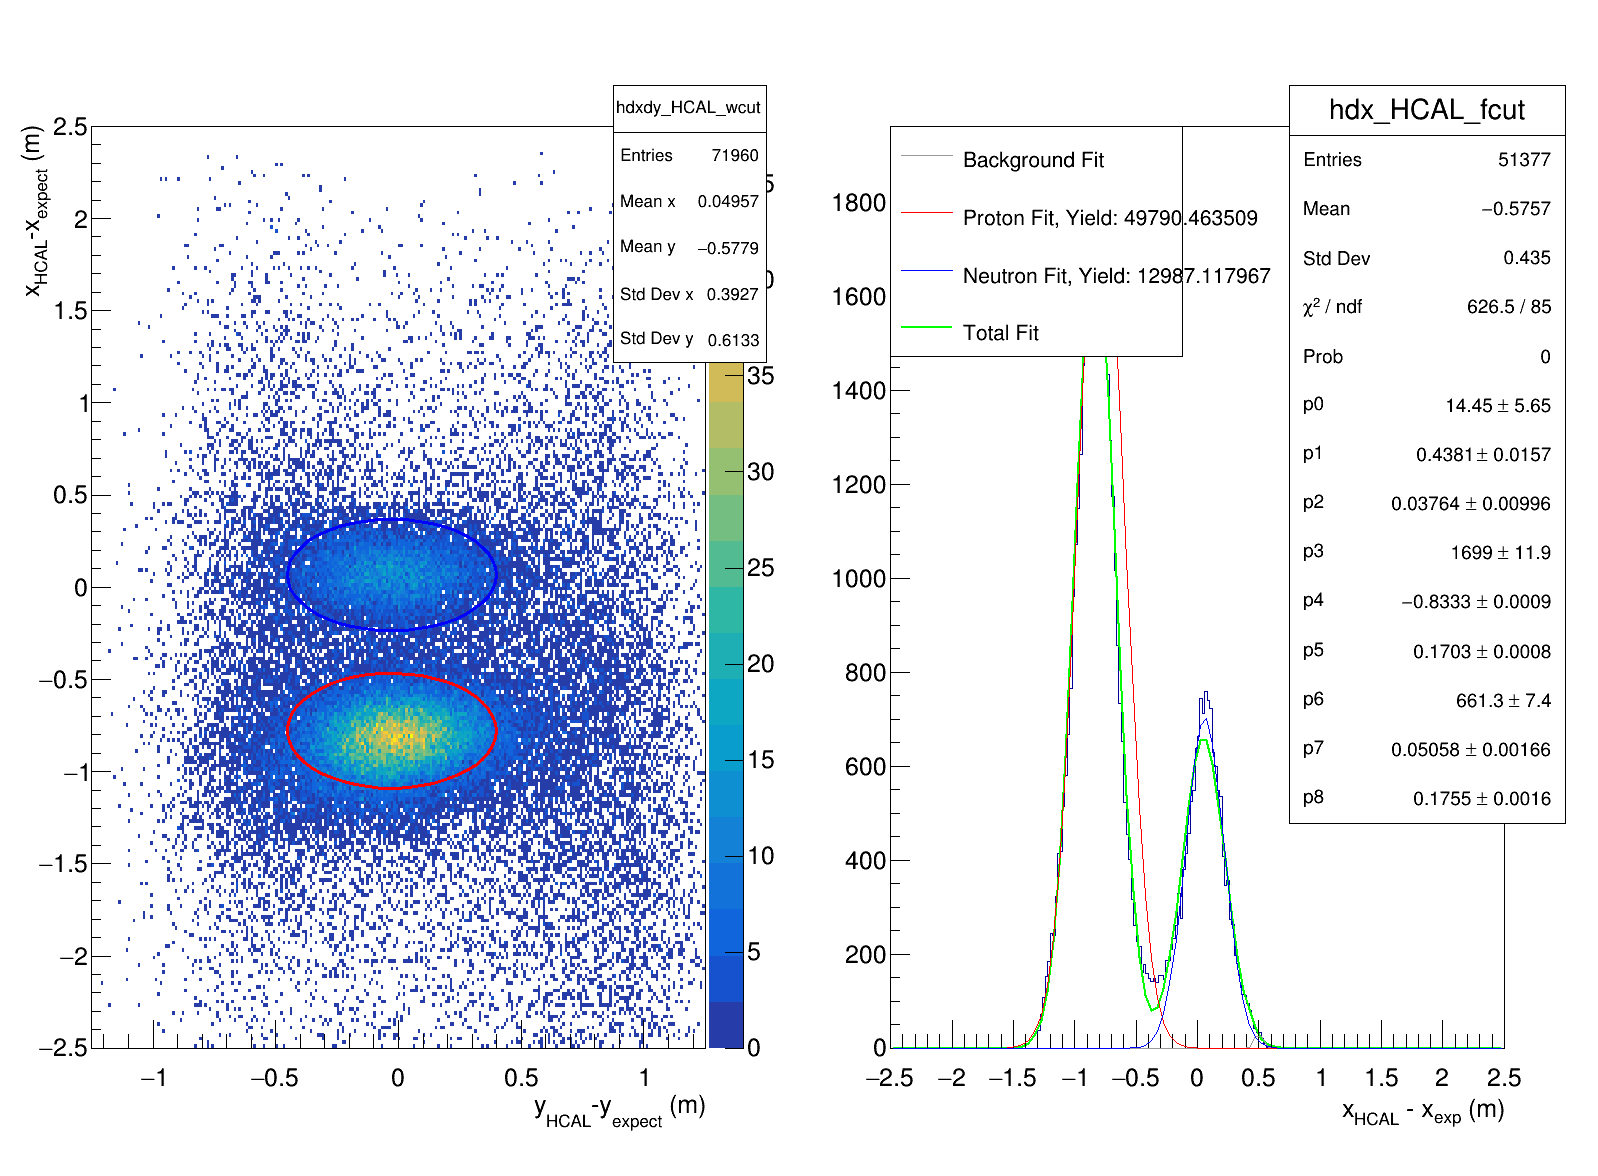 hdxdy_HCAL_wcut
Entries 71960
Mean x 0.04957
Mean y −0.5779
Std Dev x 0.3927
Std Dev y 0.6133
x_HCAL-x_expect (m)
2.5
2
1.5
1
0.5
0
−0.5
−1
−1.5
−2
−2.5
−1 −0.5 0 0.5 1
y_HCAL-y_expect (m)
35
30
25
20
15
10
5
0
hdx_HCAL_fcut
Entries 51377
Mean −0.5757
Std Dev 0.435
χ² / ndf 626.5 / 85
Prob 0
p0 14.45 ± 5.65
p1 0.4381 ± 0.0157
p2 0.03764 ± 0.00996
p3 1699 ± 11.9
p4 −0.8333 ± 0.0009
p5 0.1703 ± 0.0008
p6 661.3 ± 7.4
p7 0.05058 ± 0.00166
p8 0.1755 ± 0.0016
Background Fit
Proton Fit, Yield: 49790.463509
Neutron Fit, Yield: 12987.117967
Total Fit
1800
1600
1400
1200
1000
800
600
400
200
0
−2.5 −2 −1.5 −1 −0.5 0 0.5 1 1.5 2 2.5
x_HCAL - x_exp (m)